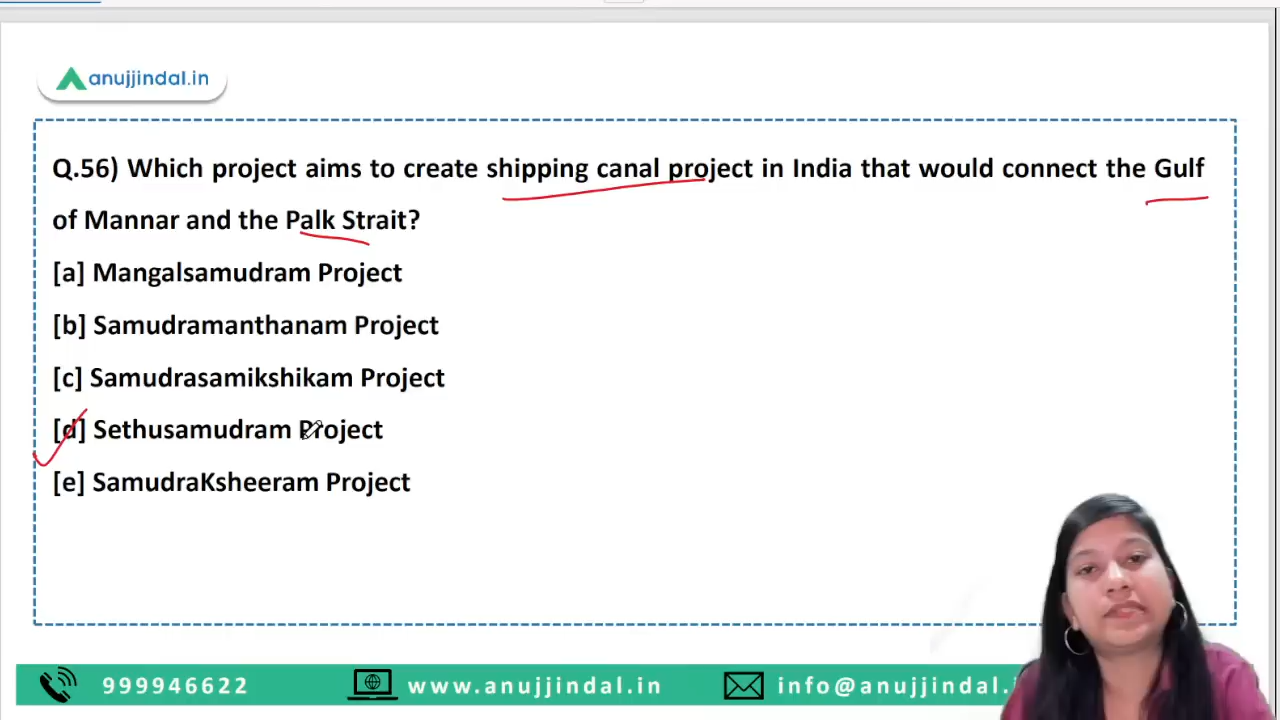 anujjindal.in
Q.56) Which project aims to create shipping canal project in India that would connect the Gulf
of Mannar and the Palk Strait?
[a] Mangalsamudram Project
[b] Samudramanthanam Project
[c] Samudrasamikshikam Project
[d] Sethusamudram Project
[e] SamudraKsheeram Project
999946622 www.anujjindal.in info@anujjindal.i